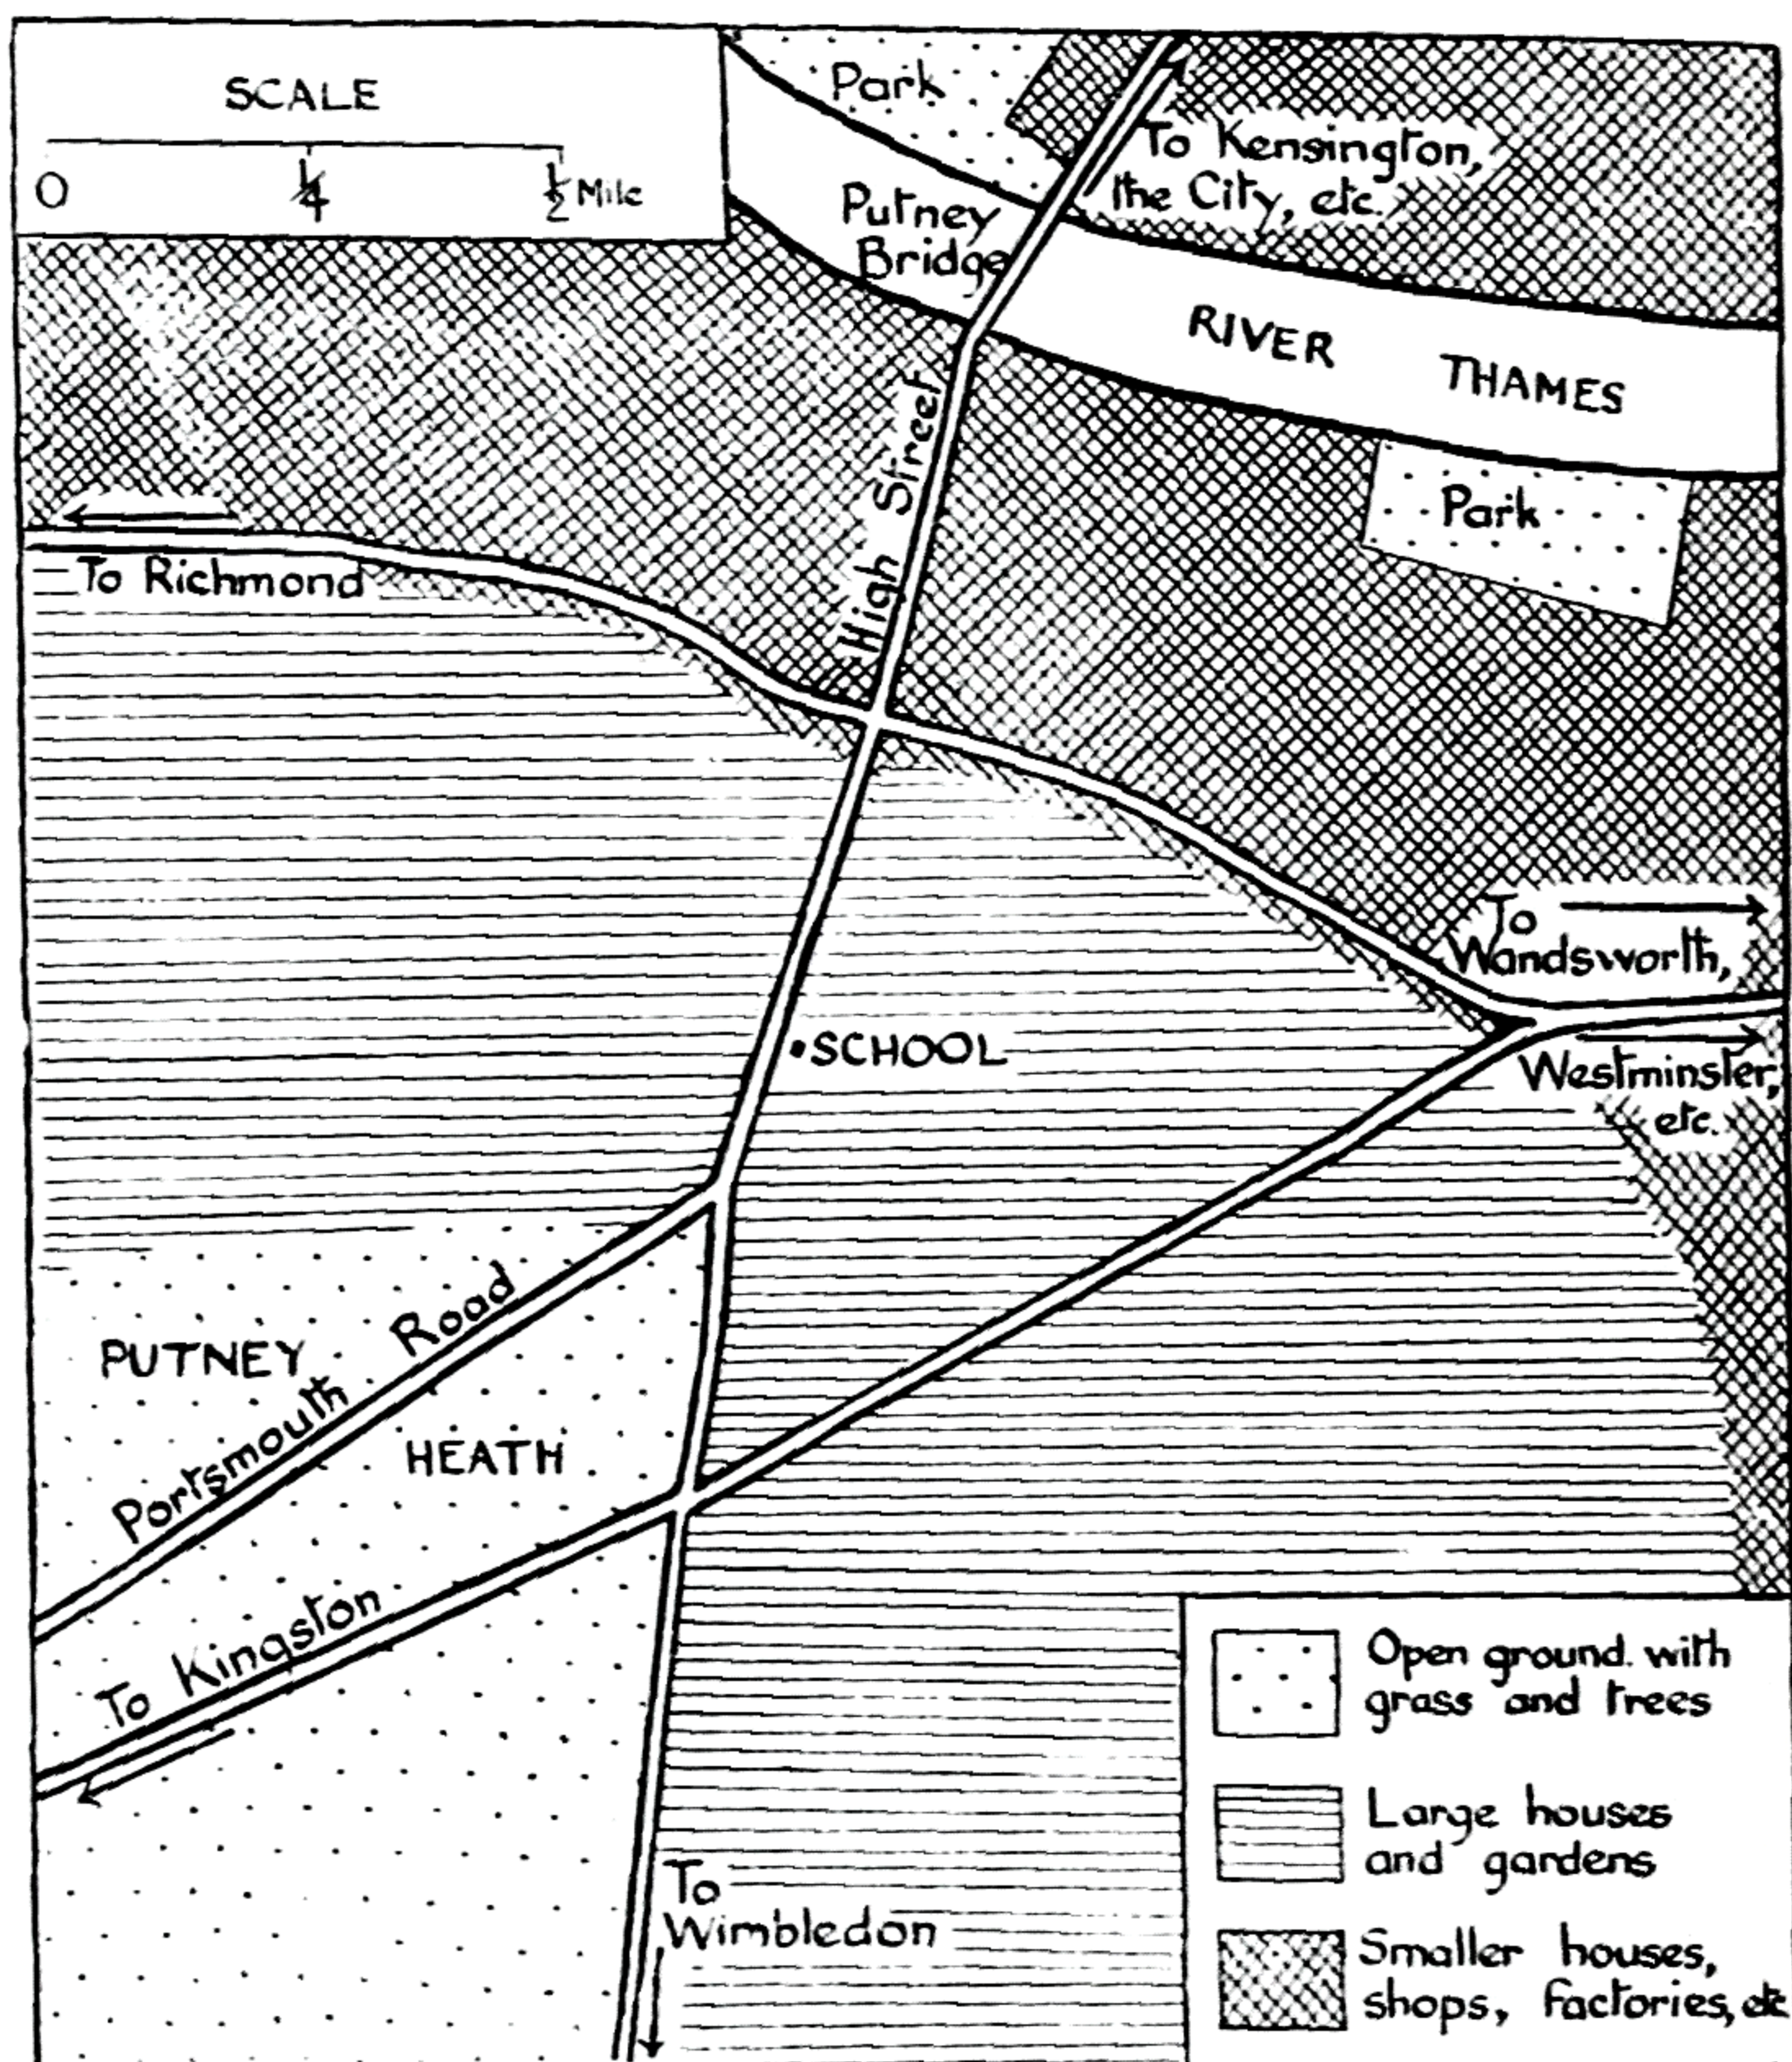 SCALE
0 1/4 1/2 Mile
Park
To Kensington,
the City, etc.
Putney
Bridge
RIVER THAMES
High Street
Park
To Richmond
To
Wandsworth,
SCHOOL
Westminster,
etc.
Portsmouth Road
PUTNEY
HEATH
To Kingston
To
Wimbledon
Open ground with
grass and trees
Large houses
and gardens
Smaller houses,
shops, factories, etc